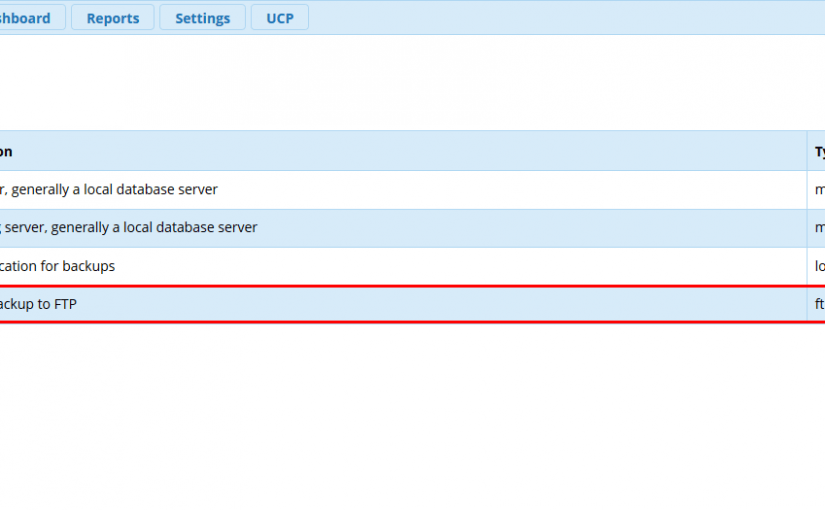 shboard Reports Settings UCP
on Ty
r, generally a local database server m
g server, generally a local database server m
cation for backups lo
ackup to FTP ft